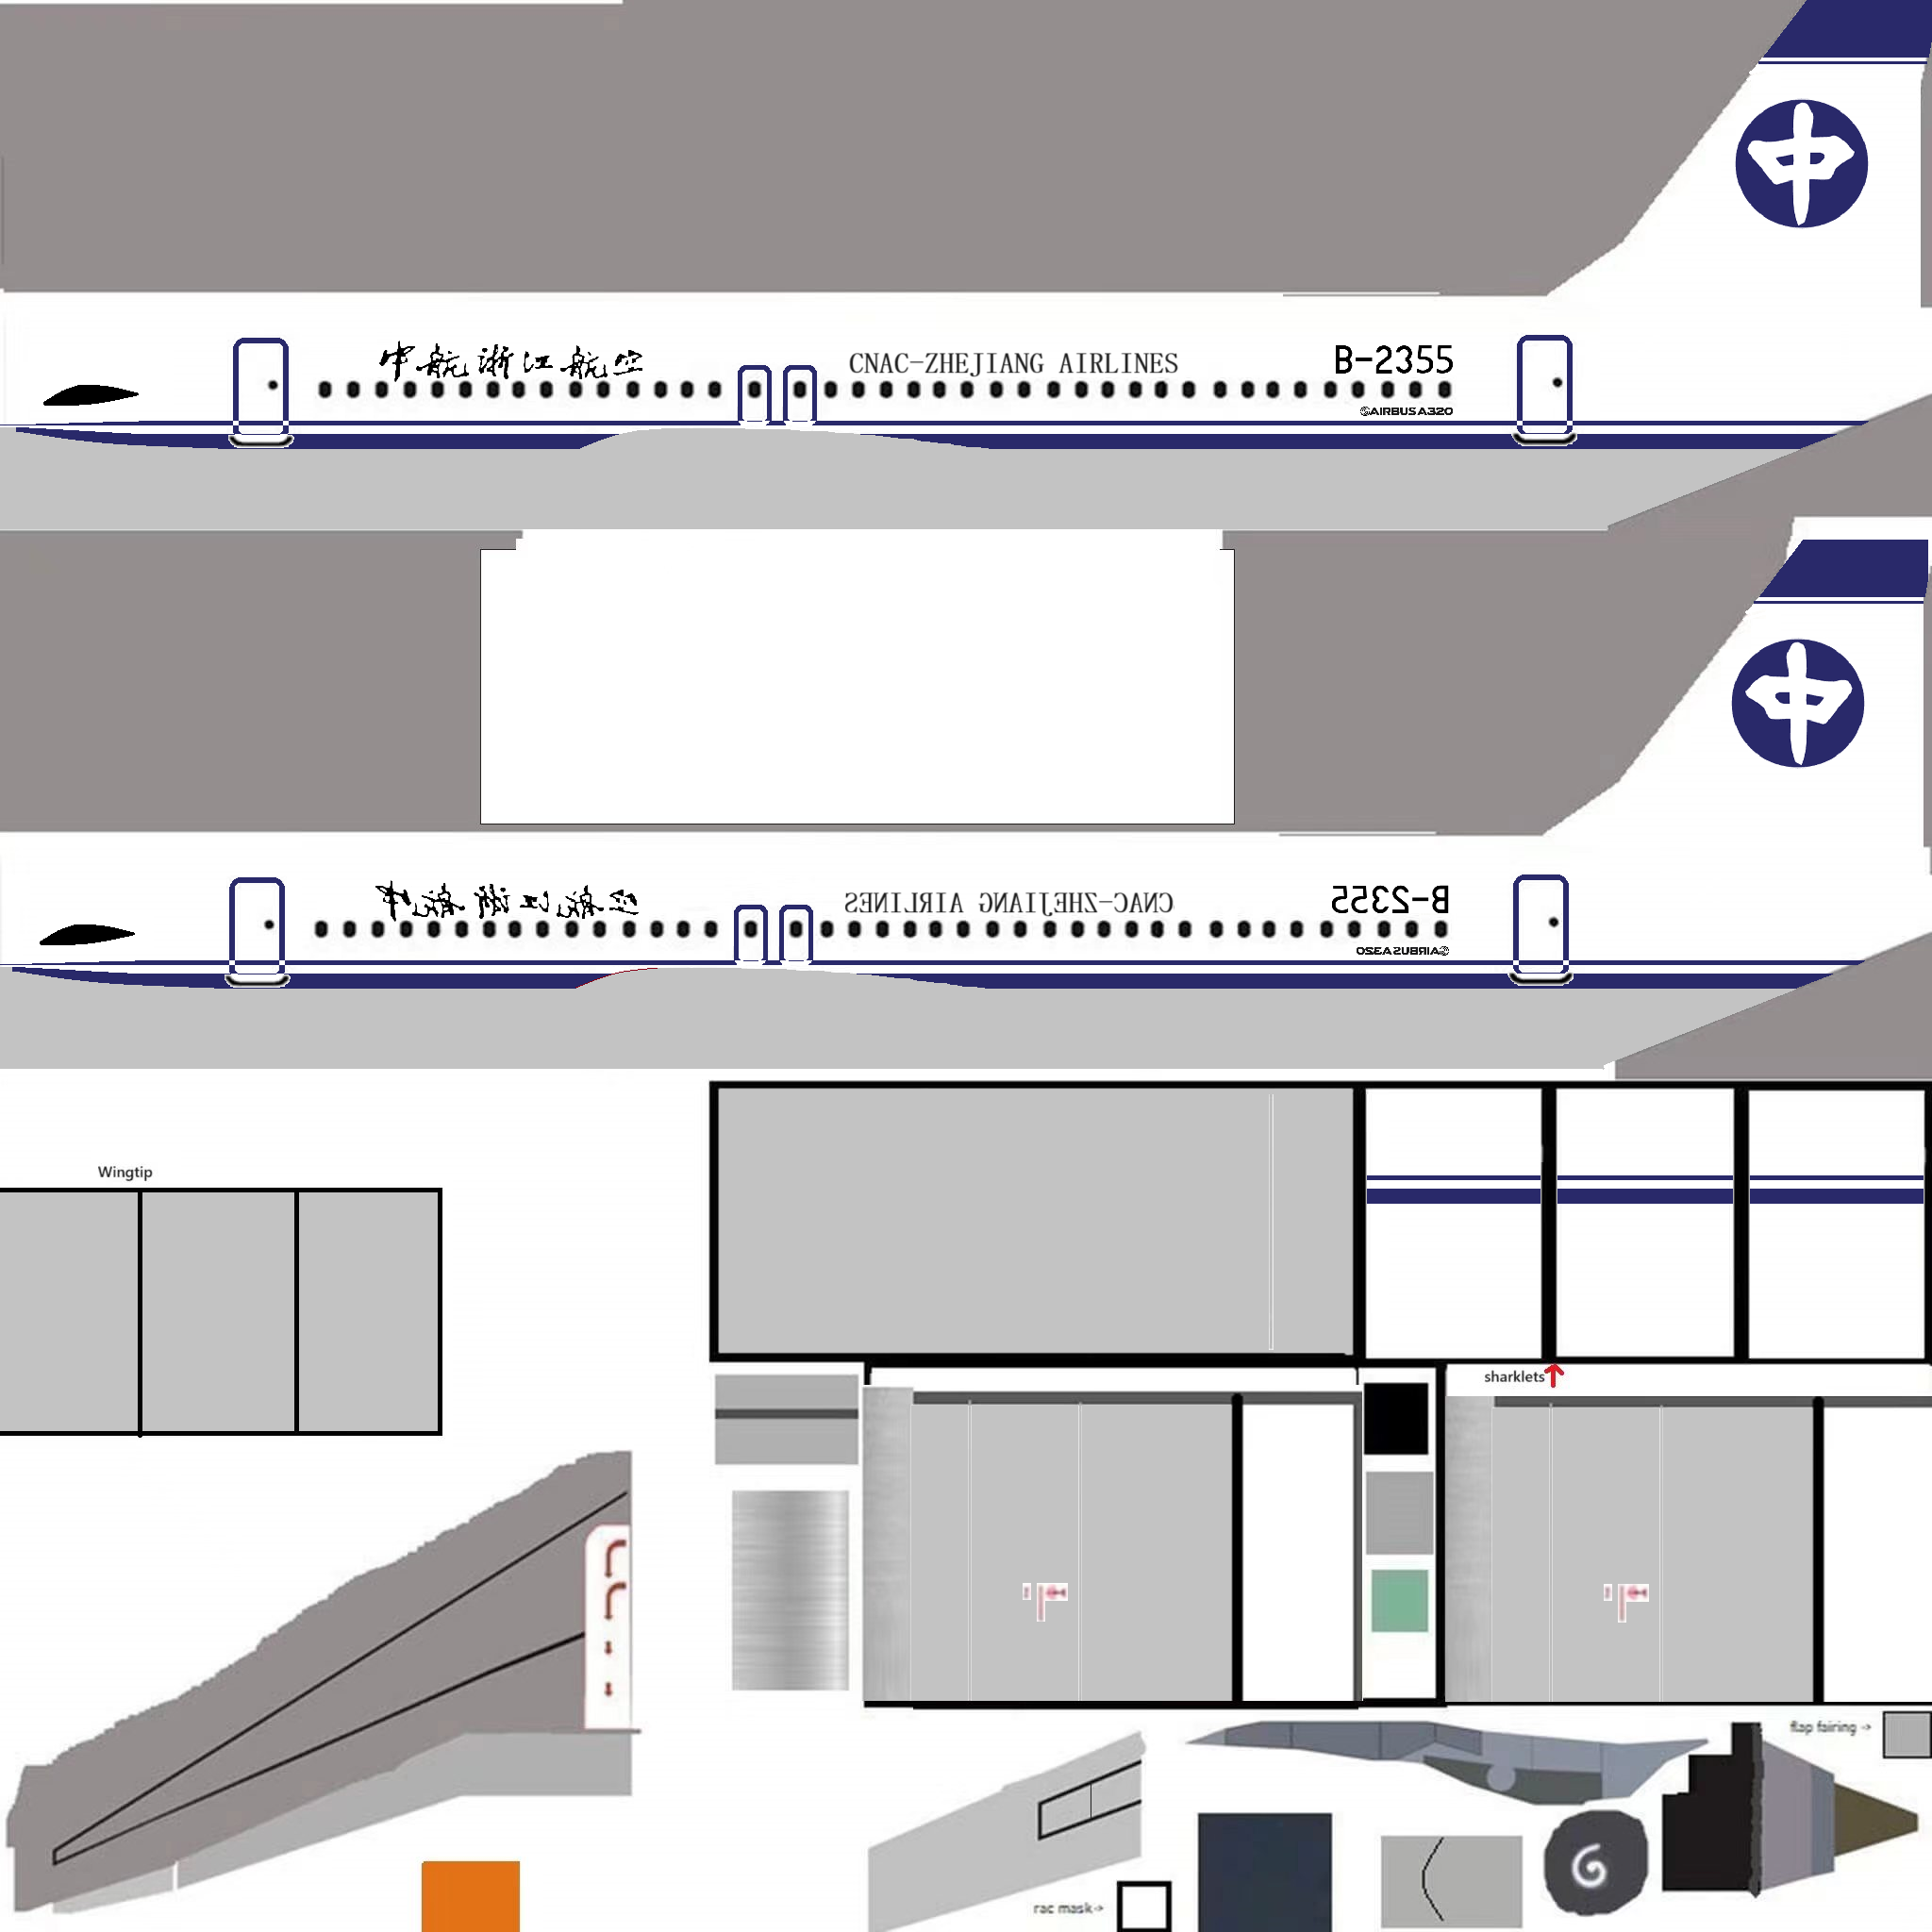 中
中航浙江航空
CNAC-ZHEJIANG AIRLINES
B-2355
AIRBUS A320
中
中航浙江航空
CNAC-ZHEJIANG AIRLINES
B-2355
AIRBUS A320
Wingtip
sharklets
flap fairing ->
rac mask->